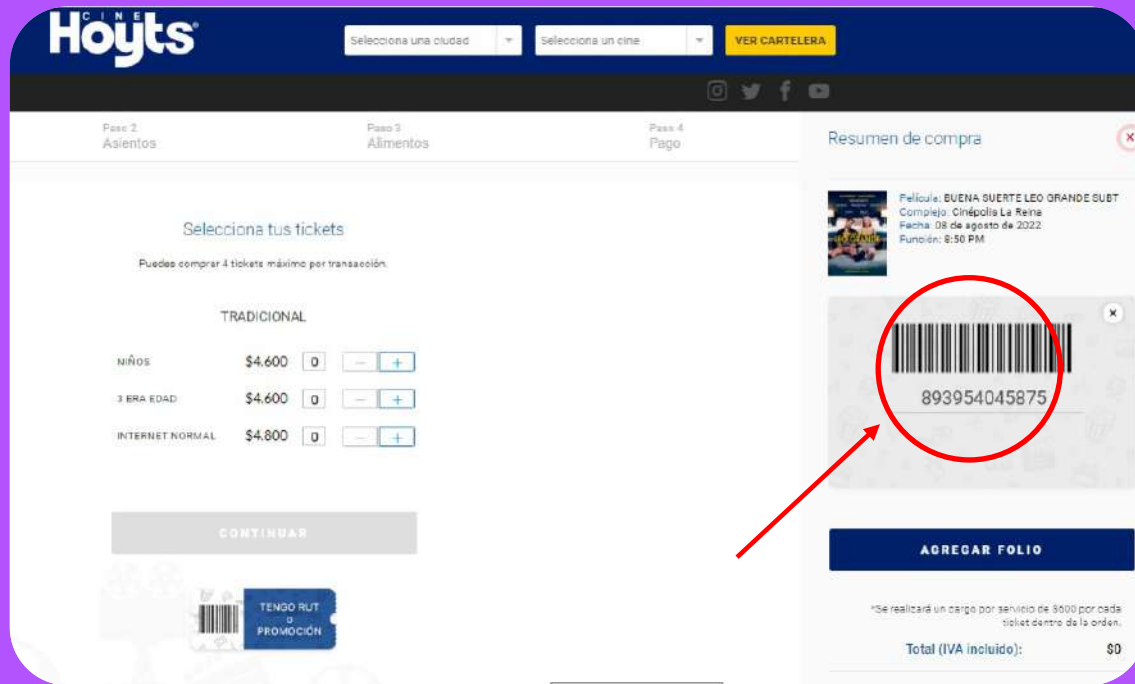 CINE
Hoyts
Selecciona una ciudad
Selecciona un cine
VER CARTELERA
Paso 2
Asientos
Paso 3
Alimentos
Paso 4
Pago
Resumen de compra
Película: BUENA SUERTE LEO GRANDE SUBT
Complejo: Cinépolis La Reina
Fecha: 08 de agosto de 2022
Función: 8:50 PM
Selecciona tus tickets
Puedes comprar 4 tickets máximo por transacción.
TRADICIONAL
NIÑOS $4.600 0 - +
3 ERA EDAD $4.600 0 - +
INTERNET NORMAL $4.800 0 - +
CONTINUAR
TENGO RUT
O
PROMOCIÓN
893954045875
AGREGAR FOLIO
*Se realizará un cargo por servicio de $600 por cada
ticket dentro de la orden.
Total (IVA incluido): $0